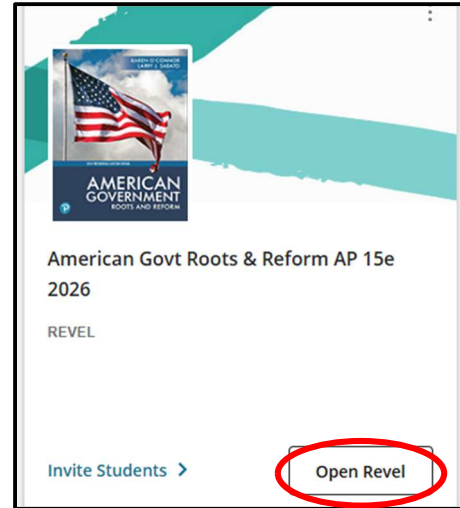 KAREN O'CONNOR
LARRY J. SABATO
AMERICAN
GOVERNMENT
ROOTS AND REFORM
American Govt Roots & Reform AP 15e
2026
REVEL
Invite Students >
Open Revel